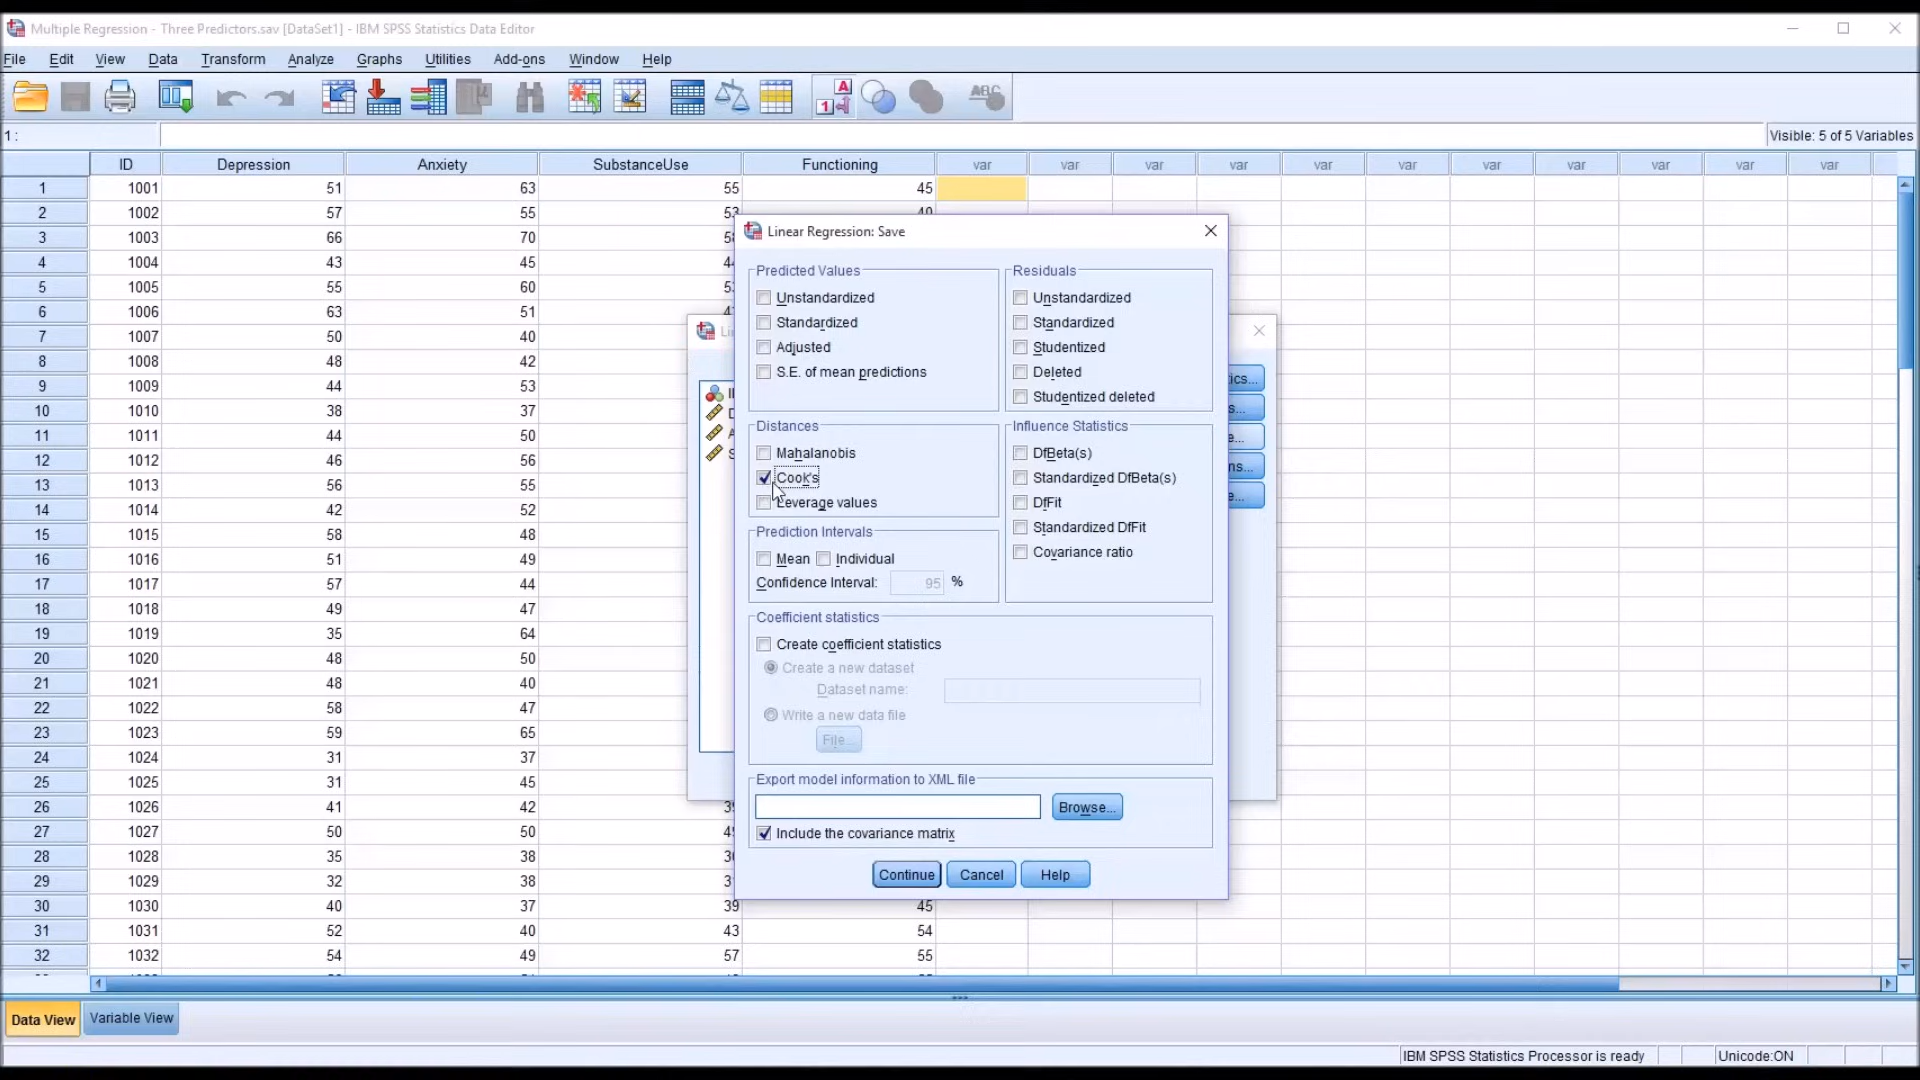 Multiple Regression - Three Predictors.sav [DataSet1] - IBM SPSS Statistics Data Editor
File Edit View Data Transform Analyze Graphs Utilities Add-ons Window Help
1 A ABC
1 : Visible: 5 of 5 Variables
ID Depression Anxiety SubstanceUse Functioning var var var var var var var var var var var
1 1001 51 63 55 45
2 1002 57 55 53 40
3 1003 66 70
4 1004 43 45
5 1005 55 60
6 1006 63 51
7 1007 50 40
8 1008 48 42
9 1009 44 53
10 1010 38 37
11 1011 44 50
12 1012 46 56
13 1013 56 55
14 1014 42 52
15 1015 58 48
16 1016 51 49
17 1017 57 44
18 1018 49 47
19 1019 35 64
20 1020 48 50
21 1021 48 40
22 1022 58 47
23 1023 59 65
24 1024 31 37
25 1025 31 45
26 1026 41 42
27 1027 50 50
28 1028 35 38
29 1029 32 38
30 1030 40 37 39 45
31 1031 52 40 43 54
32 1032 54 49 57 55
Linear Regression: Save
Predicted Values
Unstandardized
Standardized
Adjusted
S.E. of mean predictions
Residuals
Unstandardized
Standardized
Studentized
Deleted
Studentized deleted
Distances
Mahalanobis
Cook's
Leverage values
Influence Statistics
DfBeta(s)
Standardized DfBeta(s)
DfFit
Standardized DfFit
Covariance ratio
Prediction Intervals
Mean Individual
Confidence Interval: 95 %
Coefficient statistics
Create coefficient statistics
Create a new dataset
Dataset name:
Write a new data file
File...
Export model information to XML file
Browse...
Include the covariance matrix
Continue Cancel Help
Data View Variable View
IBM SPSS Statistics Processor is ready Unicode:ON